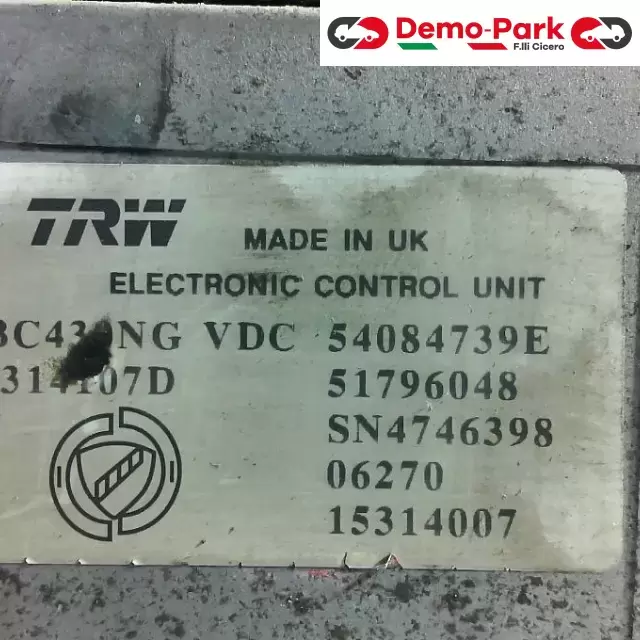 Demo-Park
F.lli Cicero
TRW
MADE IN UK
ELECTRONIC CONTROL UNIT
VDC 54084739E
51796048
SN4746398
06270
15314007